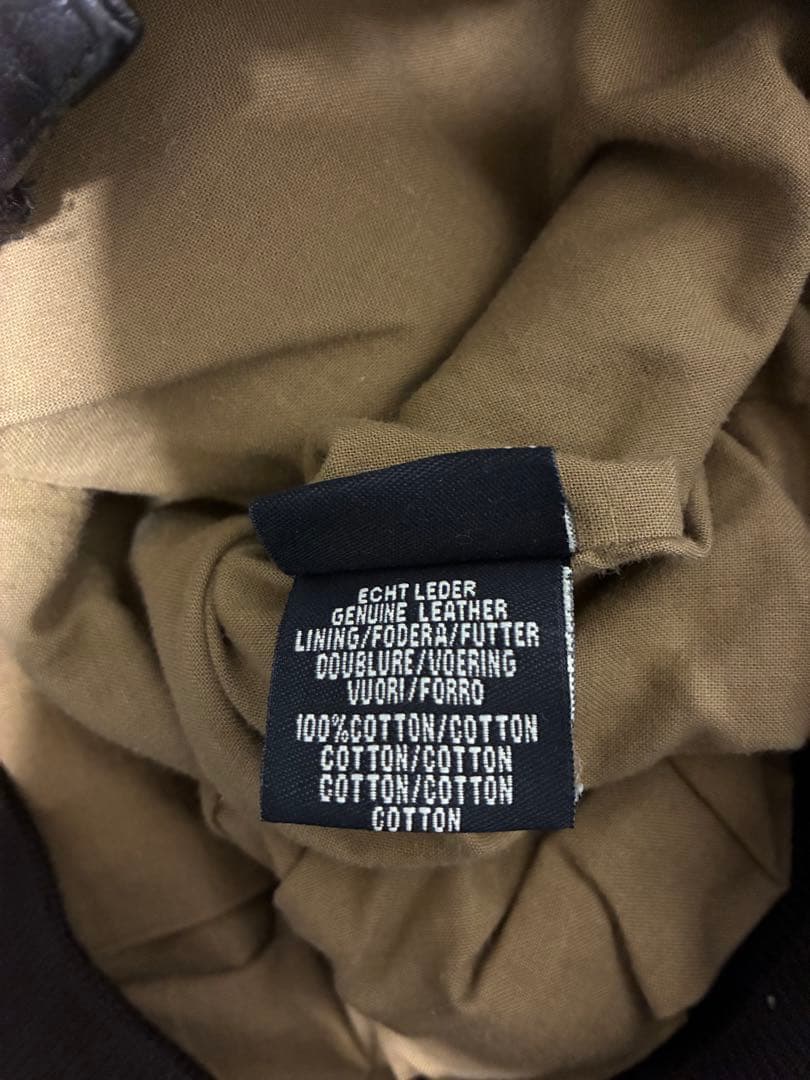 ECHT LEDER
GENUINE LEATHER
LINING/FODERA/FUTTER
DOUBLURE/VOERING
VUORI/FORRO
100%COTTON/COTTON
COTTON/COTTON
COTTON/COTTON
COTTON